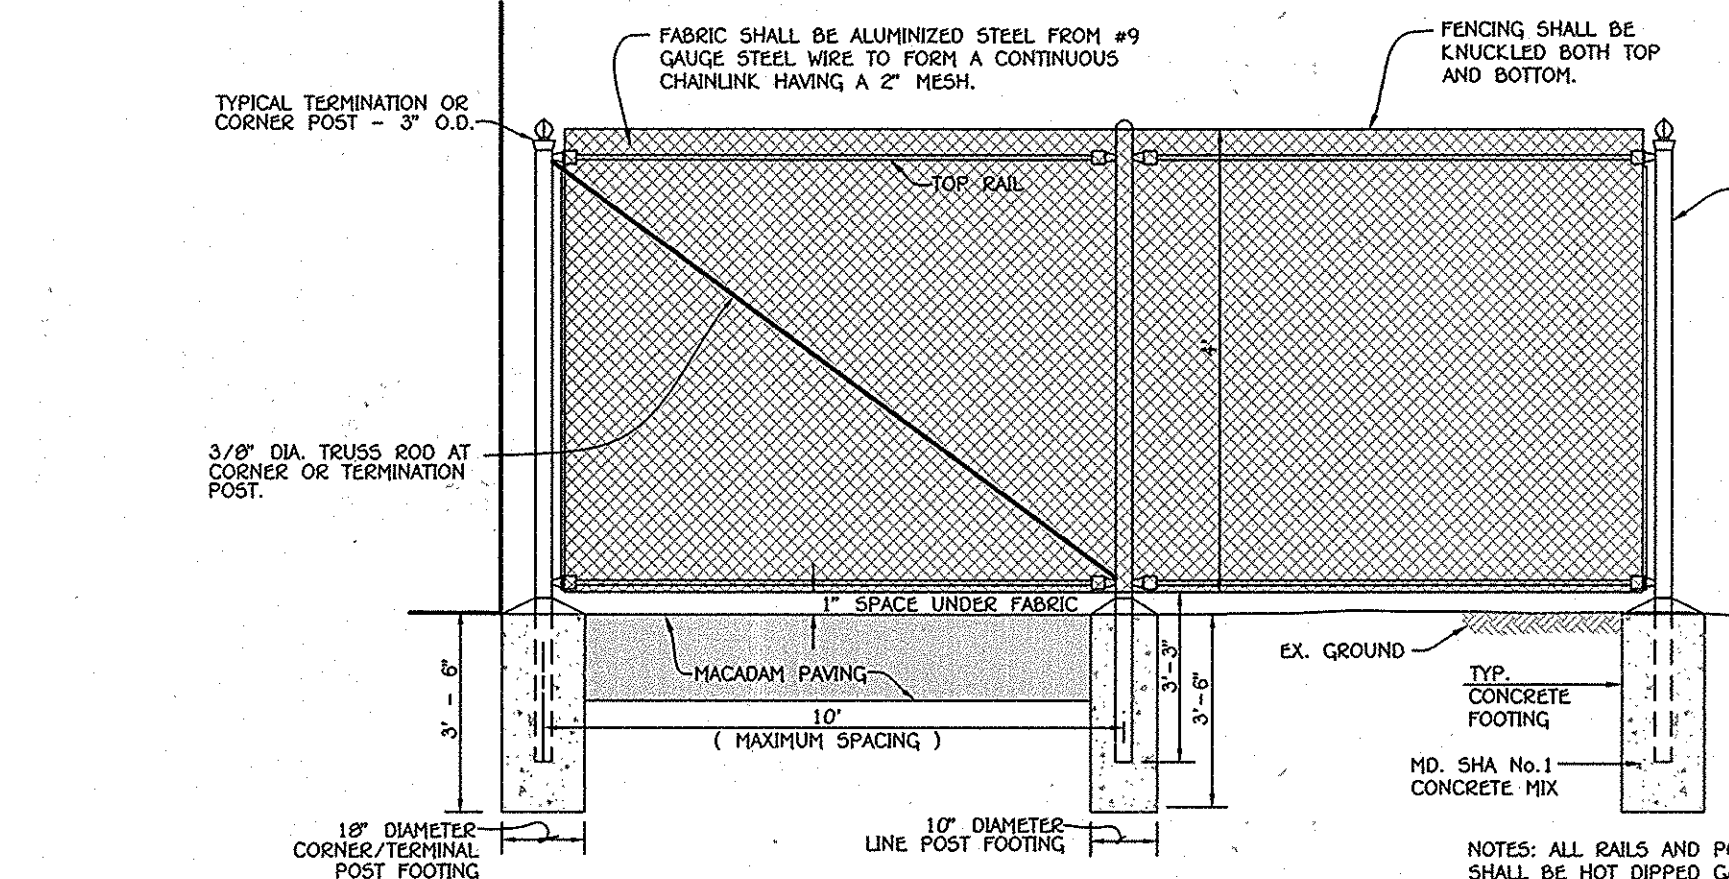 FABRIC SHALL BE ALUMINIZED STEEL FROM #9
GAUGE STEEL WIRE TO FORM A CONTINUOUS
CHAINLINK HAVING A 2" MESH.
FENCING SHALL BE
KNUCKLED BOTH TOP
AND BOTTOM.
TYPICAL TERMINATION OR
CORNER POST - 3" O.D.
TOP RAIL
4'
3/8" DIA. TRUSS ROD AT
CORNER OR TERMINATION
POST.
1" SPACE UNDER FABRIC
MACADAM PAVING
3' - 6"
3'-3"
3'-6"
10'
( MAXIMUM SPACING )
EX. GROUND
TYP.
CONCRETE
FOOTING
MD. SHA No.1
CONCRETE MIX
18" DIAMETER
CORNER/TERMINAL
POST FOOTING
10" DIAMETER
LINE POST FOOTING
NOTES: ALL RAILS AND
SHALL BE HOT DIPPED